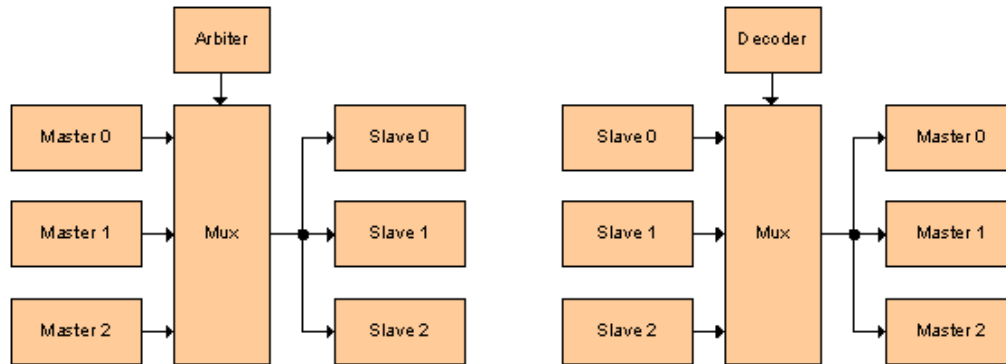 Arbiter
Decoder
Master 0
Slave 0
Slave 0
Master 0
Master 1
Mux
Slave 1
Slave 1
Mux
Master 1
Master 2
Slave 2
Slave 2
Master 2